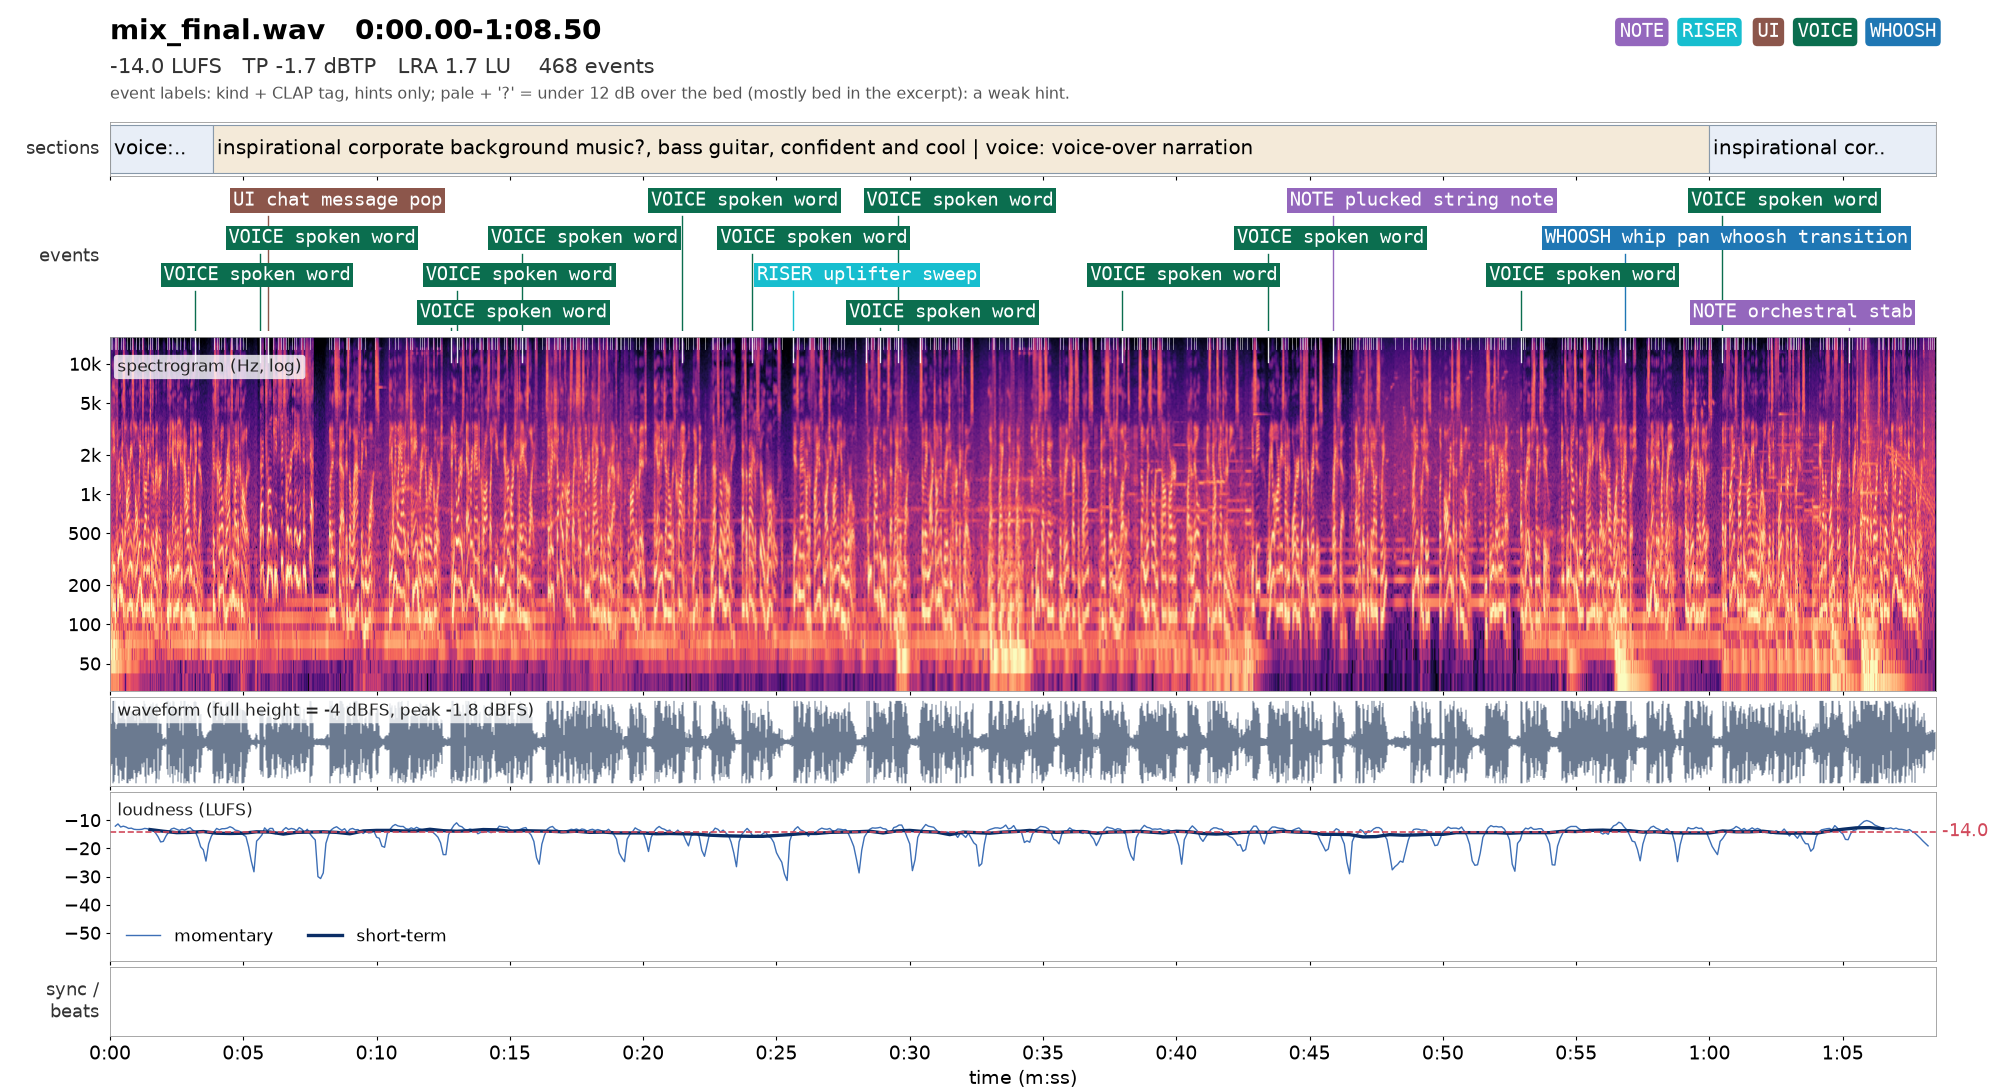 mix_final.wav 0:00.00-1:08.50
NOTE RISER UI VOICE WHOOSH
-14.0 LUFS TP -1.7 dBTP LRA 1.7 LU 468 events
event labels: kind + CLAP tag, hints only; pale + '?' = under 12 dB over the bed (mostly bed in the excerpt): a weak hint.
sections
voice:..
inspirational corporate background music?, bass guitar, confident and cool | voice: voice-over narration
inspirational cor..
events
UI chat message pop
VOICE spoken word
VOICE spoken word
NOTE plucked string note
VOICE spoken word
VOICE spoken word
VOICE spoken word
VOICE spoken word
VOICE spoken word
WHOOSH whip pan whoosh transition
VOICE spoken word
VOICE spoken word
RISER uplifter sweep
VOICE spoken word
VOICE spoken word
VOICE spoken word
VOICE spoken word
NOTE orchestral stab
spectrogram (Hz, log)
10k
5k
2k
1k
500
200
100
50
waveform (full height = -4 dBFS, peak -1.8 dBFS)
loudness (LUFS)
−10
-14.0
−20
−30
−40
−50
momentary
short-term
sync /
beats
0:00 0:05 0:10 0:15 0:20 0:25 0:30 0:35 0:40 0:45 0:50 0:55 1:00 1:05
time (m:ss)